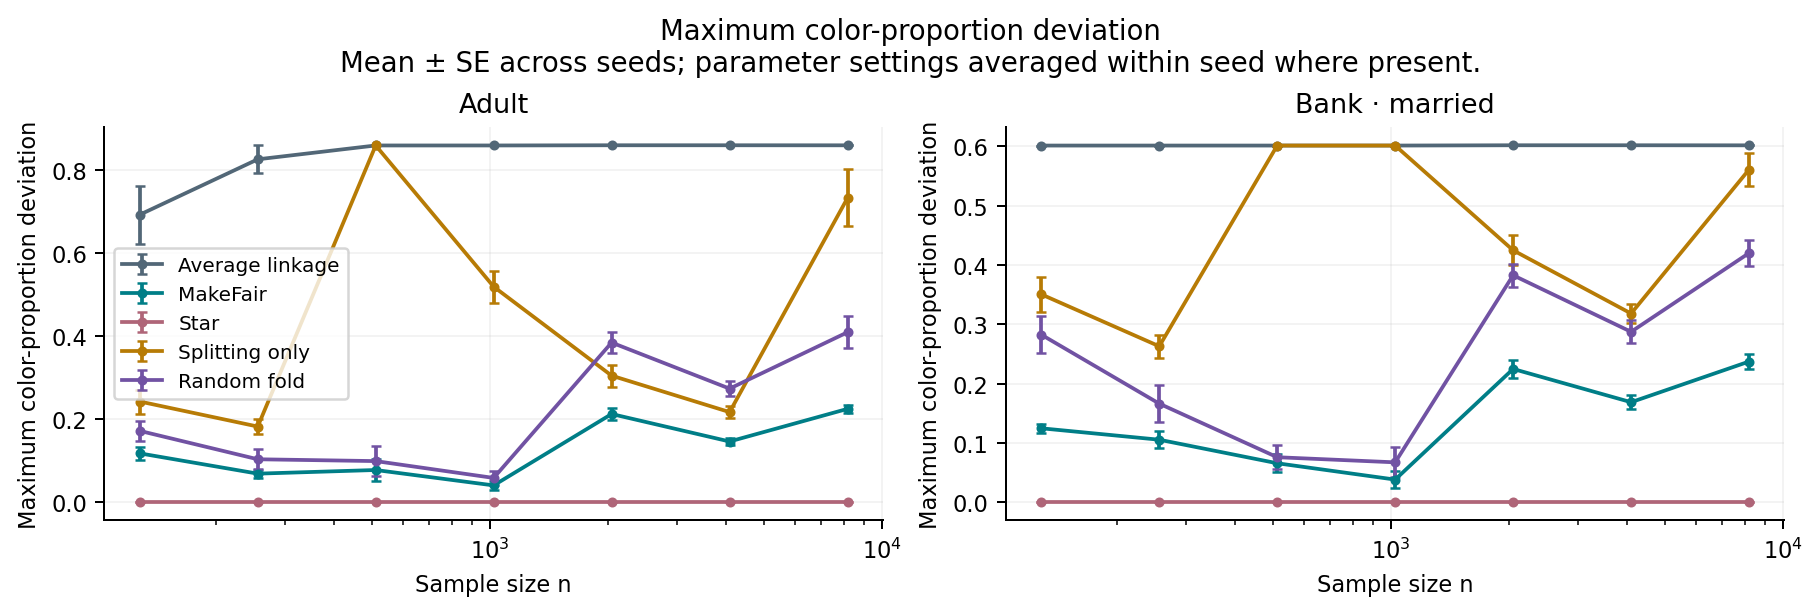 Maximum color-proportion deviation
Mean ± SE across seeds; parameter settings averaged within seed where present.
Adult
Maximum color-proportion deviation
0.8
0.6
0.4
0.2
0.0
Average linkage
MakeFair
Star
Splitting only
Random fold
10³
10⁴
Sample size n
Bank · married
Maximum color-proportion deviation
0.6
0.5
0.4
0.3
0.2
0.1
0.0
10³
10⁴
Sample size n